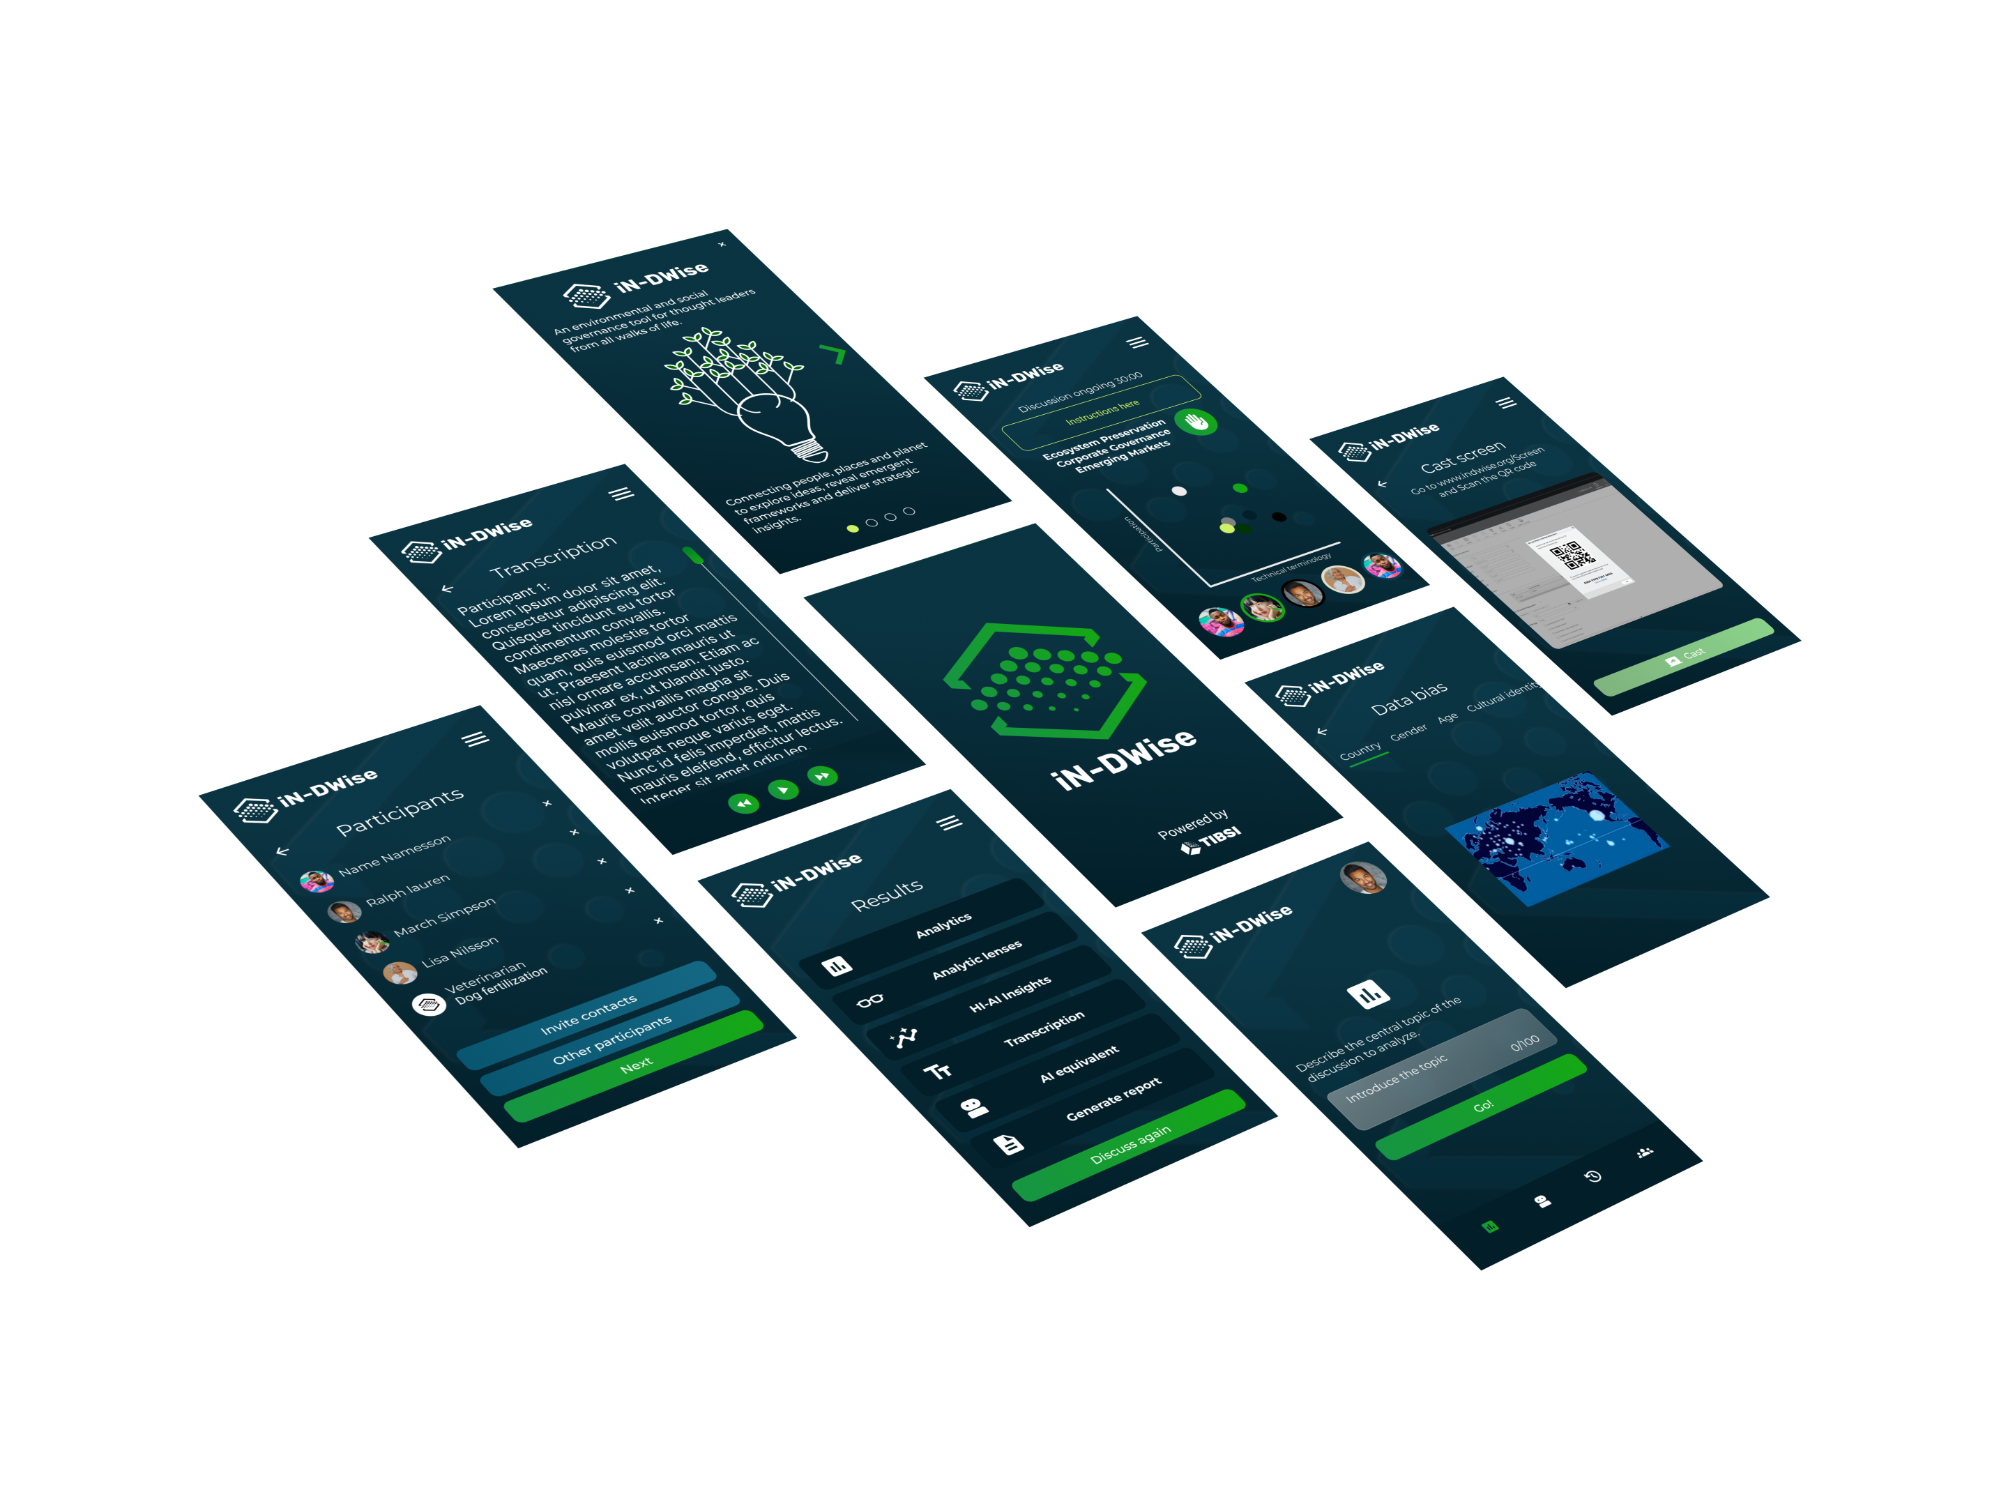 iN-DWise
An environmental and social
governance tool for thought leaders
from all walks of life.
Connecting people, places and planet
to explore ideas, reveal emergent
frameworks and deliver strategic
insights.
iN-DWise
Discussion ongoing 30:00
Instructions here
Ecosystem Preservation
Corporate Governance
Emerging Markets
Participation
Technical terminology
iN-DWise
Cast screen
Go to www.indwise.org/Screen
and Scan the QR code
Cast
iN-DWise
Transcription
Participant 1:
Lorem ipsum dolor sit amet,
consectetur adipiscing elit.
Quisque tincidunt eu tortor
condimentum convallis.
Maecenas molestie tortor
quam, quis euismod orci mattis
ut. Praesent lacinia mauris ut
nisl ornare accumsan. Etiam ac
pulvinar ex, ut blandit justo.
Mauris convallis magna sit
amet velit auctor congue. Duis
mollis euismod tortor, quis
volutpat neque varius eget.
Nunc id felis imperdiet, mattis
mauris eleifend, efficitur lectus.
Integer sit amet odio leo
iN-DWise
Powered by
TIBSI
iN-DWise
Data bias
Country Gender Age Cultural identity
iN-DWise
Participants
Name Namesson
Ralph lauren
March Simpson
Lisa Nilsson
Veterinarian
Dog fertilization
Invite contacts
Other participants
Next
iN-DWise
Results
Analytics
Analytic lenses
HI-AI Insights
Transcription
AI equivalent
Generate report
Discuss again
iN-DWise
Describe the central topic of the
discussion to analyze.
Introduce the topic
0/100
Go!